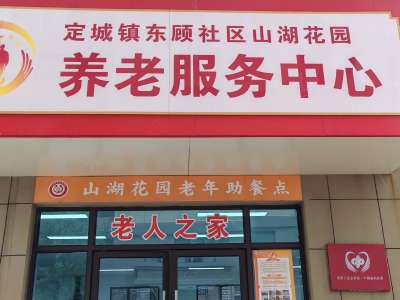 定城镇东顾社区山湖花园
养老服务中心
山湖花园老年助餐点
老人之家